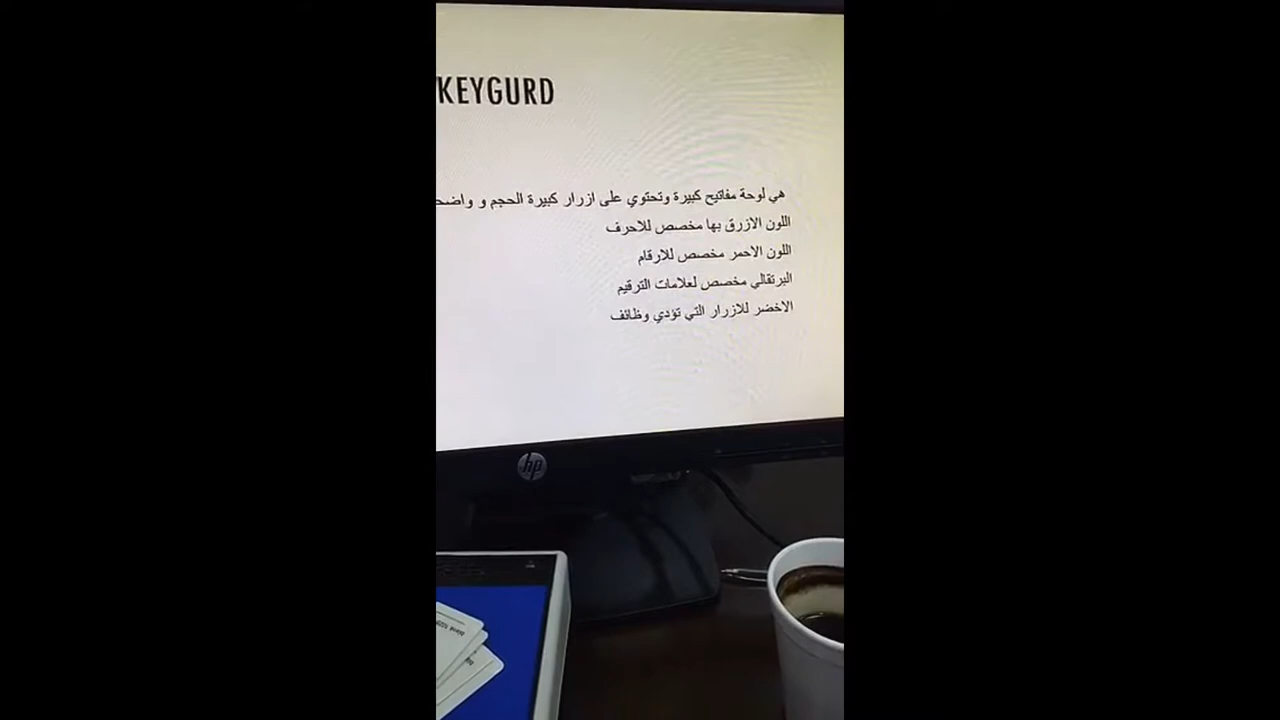 KEYGURD
هي لوحة مفاتيح كبيرة وتحتوي على ازرار كبيرة الحجم و
اللون الازرق بها مخصص للاحرف
اللون الاحمر مخصص للارقام
البرتقالي مخصص لعلامات الترقيم
الاخضر للازرار التي تؤدي وظائف
hp